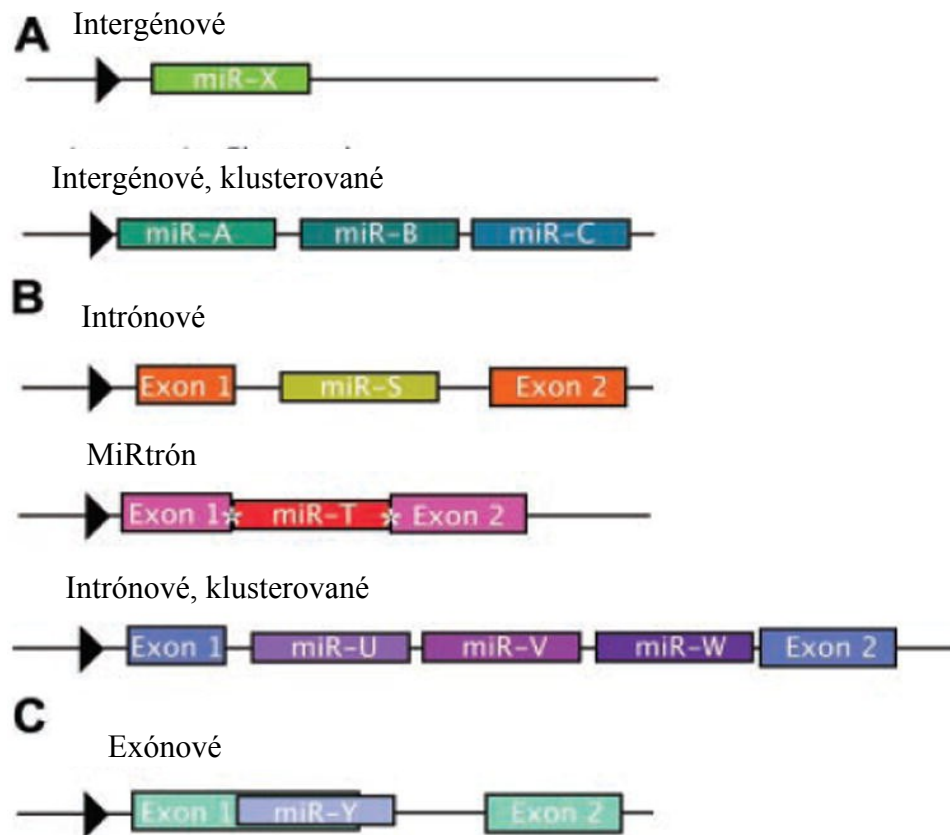 A Intergénové
miR-X
Intergénové, klusterované
miR-A miR-B miR-C
B
Intrónové
Exon 1 miR-S Exon 2
MiRtrón
Exon 1* miR-T *Exon 2
Intrónové, klusterované
Exon 1 miR-U miR-V miR-W Exon 2
C
Exónové
Exon 1 miR-Y Exon 2